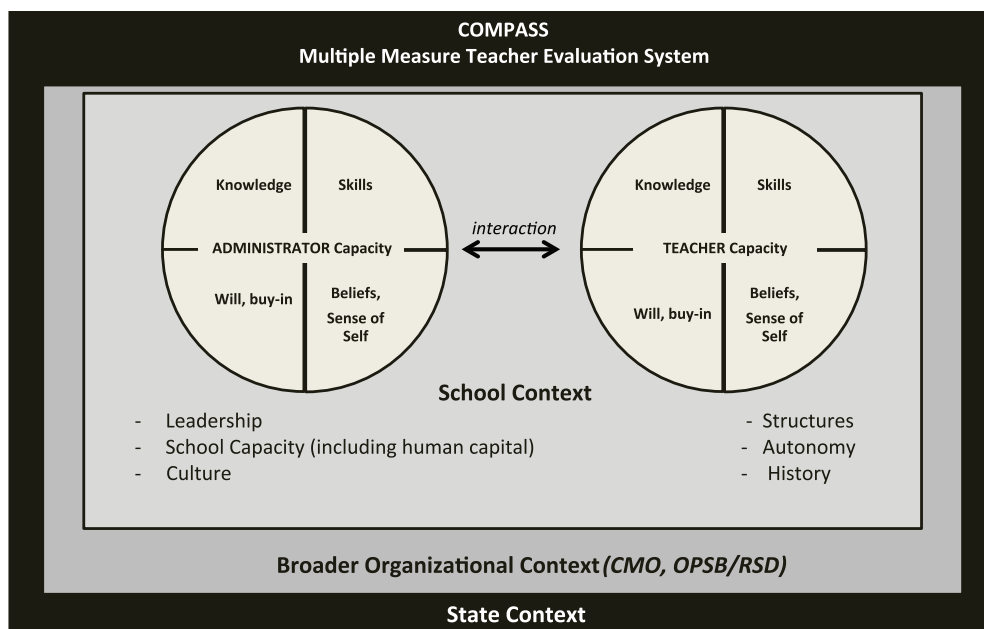 COMPASS
Multiple Measure Teacher Evaluation System
Knowledge
Skills
ADMINISTRATOR Capacity
Will, buy-in
Beliefs,
Sense of
Self
interaction
Knowledge
Skills
TEACHER Capacity
Will, buy-in
Beliefs,
Sense of
Self
School Context
- Leadership
- School Capacity (including human capital)
- Culture
- Structures
- Autonomy
- History
Broader Organizational Context (CMO, OPSB/RSD)
State Context